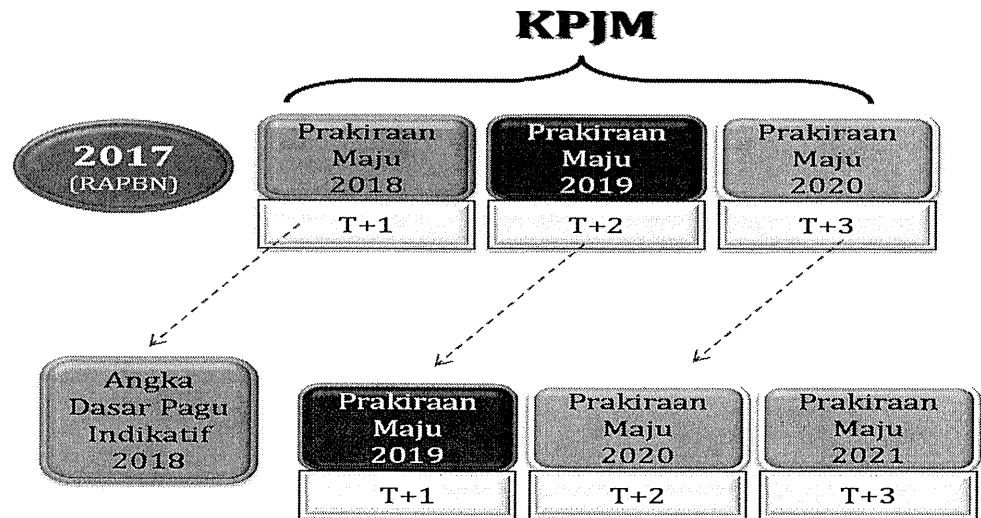 KPJM
2017
(RAPBN)
Prakiraan
Maju
2018
T+1
Prakiraan
Maju
2019
T+2
Prakiraan
Maju
2020
T+3
Angka
Dasar Pagu
Indikatif
2018
Prakiraan
Maju
2019
T+1
Prakiraan
Maju
2020
T+2
Prakiraan
Maju
2021
T+3